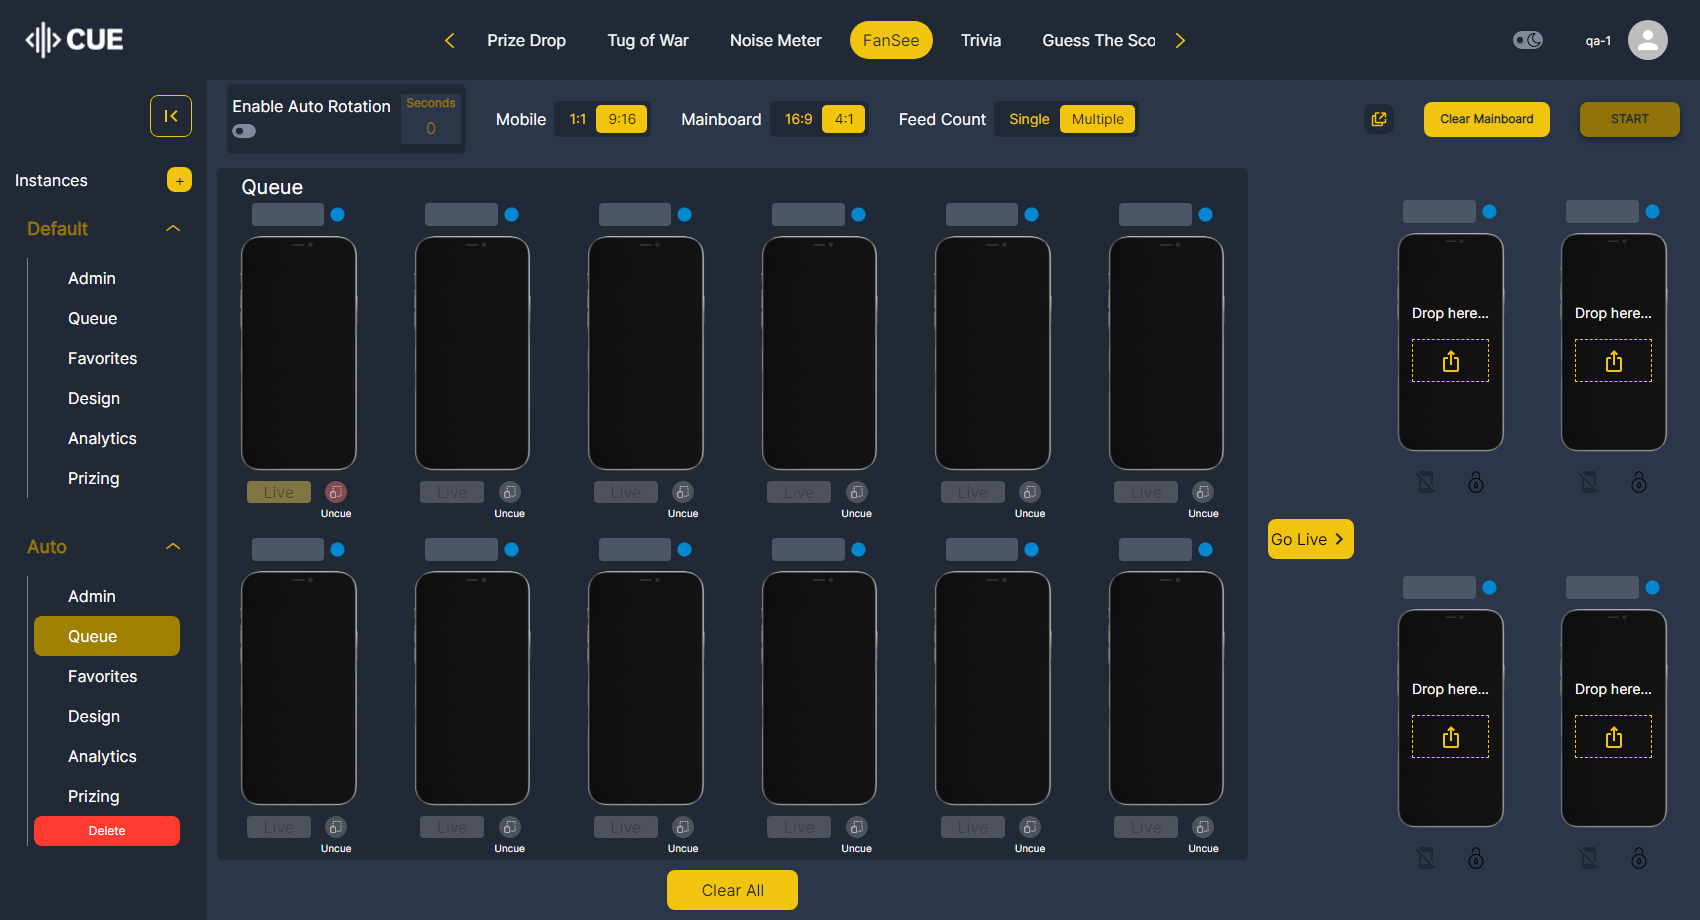 CUE
Prize Drop Tug of War Noise Meter FanSee Trivia Guess The Sco
qa-1
Enable Auto Rotation
Seconds
0
Mobile 1:1 9:16
Mainboard 16:9 4:1
Feed Count Single Multiple
Clear Mainboard
START
Instances
+
Default
Admin
Queue
Favorites
Design
Analytics
Prizing
Auto
Admin
Queue
Favorites
Design
Analytics
Prizing
Delete
Queue
Live Live Live Live Live Live
Uncue Uncue Uncue Uncue Uncue Uncue
Live Live Live Live Live Live
Uncue Uncue Uncue Uncue Uncue Uncue
Clear All
Go Live
Drop here... Drop here...
Drop here... Drop here...